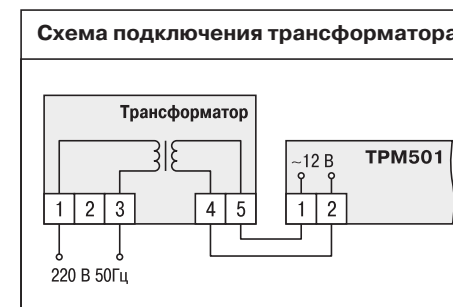 Схема подключения трансформатора
Трансформатор
~12 В
ТРМ501
1 2 3
4 5
1 2
220 В 50Гц